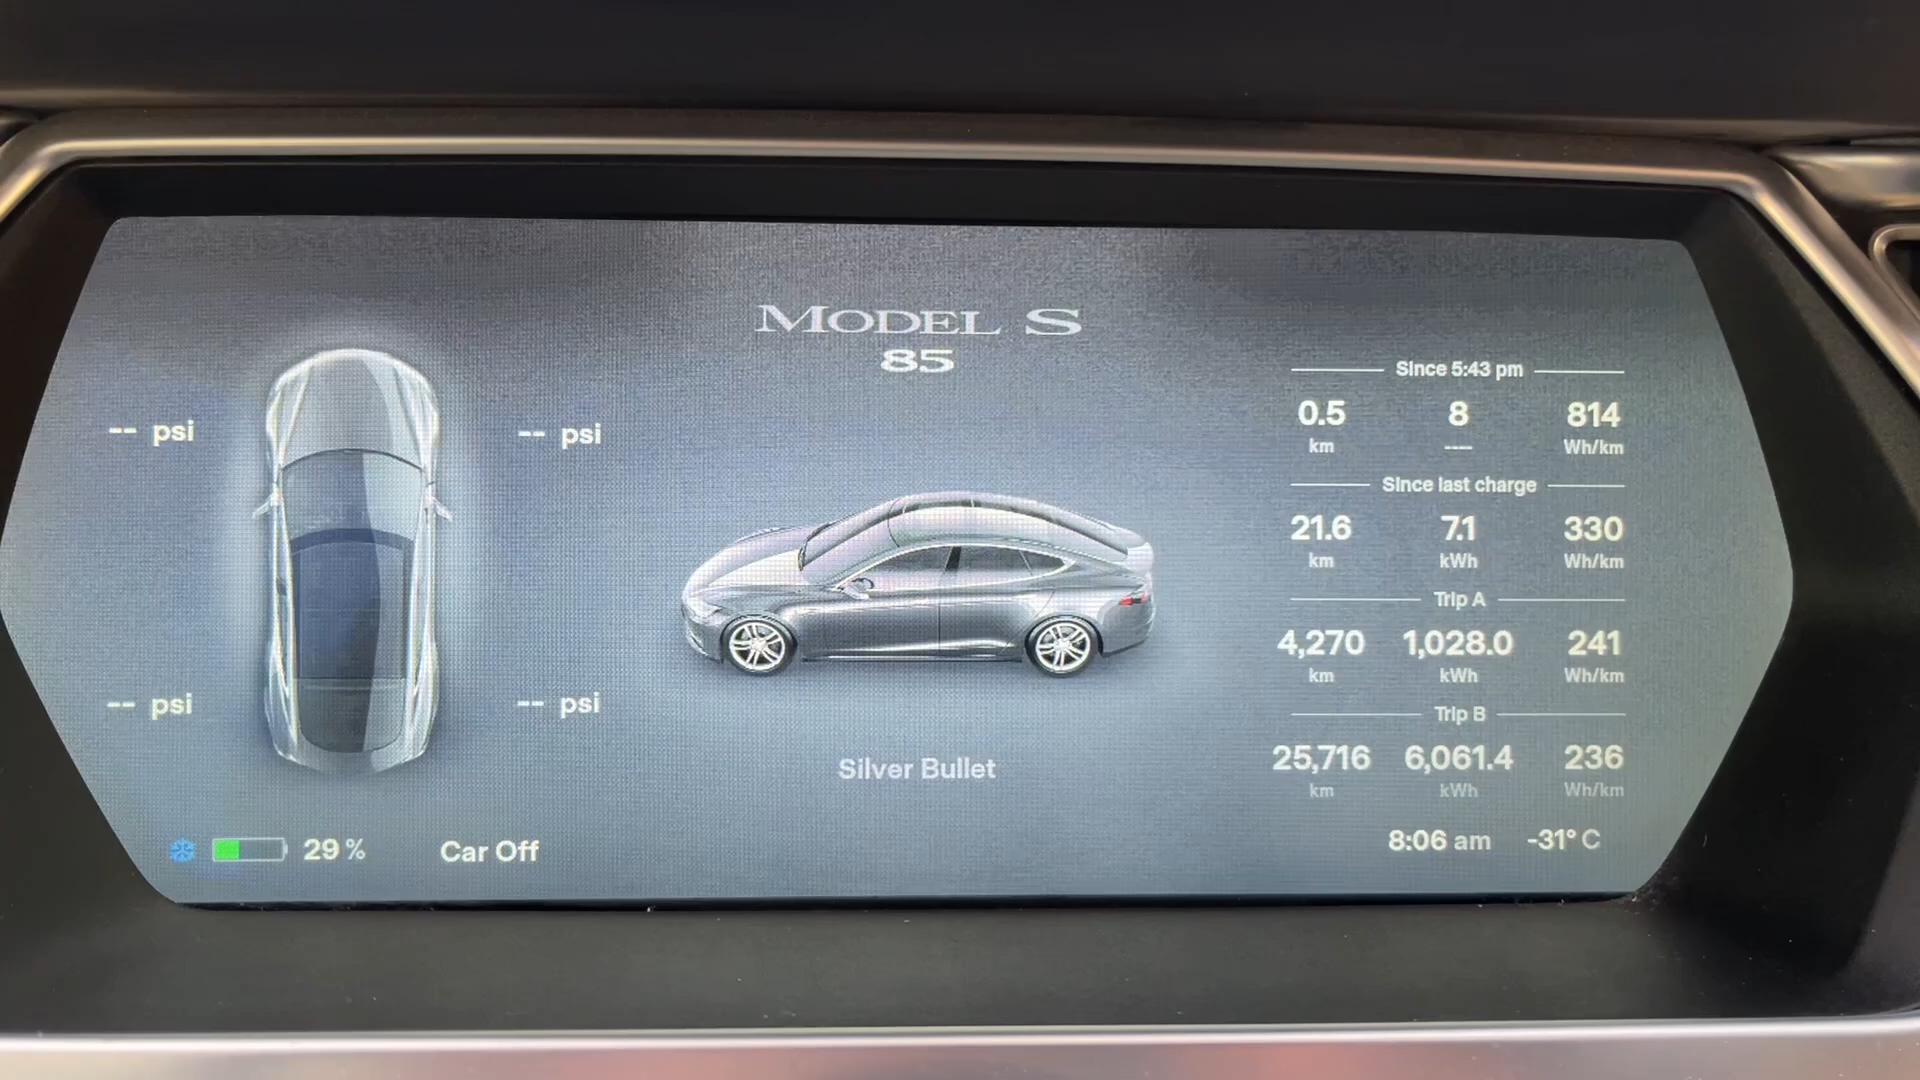 MODEL S
85
-- psi
-- psi
-- psi
-- psi
Silver Bullet
29 %
Car Off
Since 5:43 pm
0.5 8 814
km ---- Wh/km
Since last charge
21.6 7.1 330
km kWh Wh/km
Trip A
4,270 1,028.0 241
km kWh Wh/km
Trip B
25,716 6,061.4 236
km kWh Wh/km
8:06 am -31° C